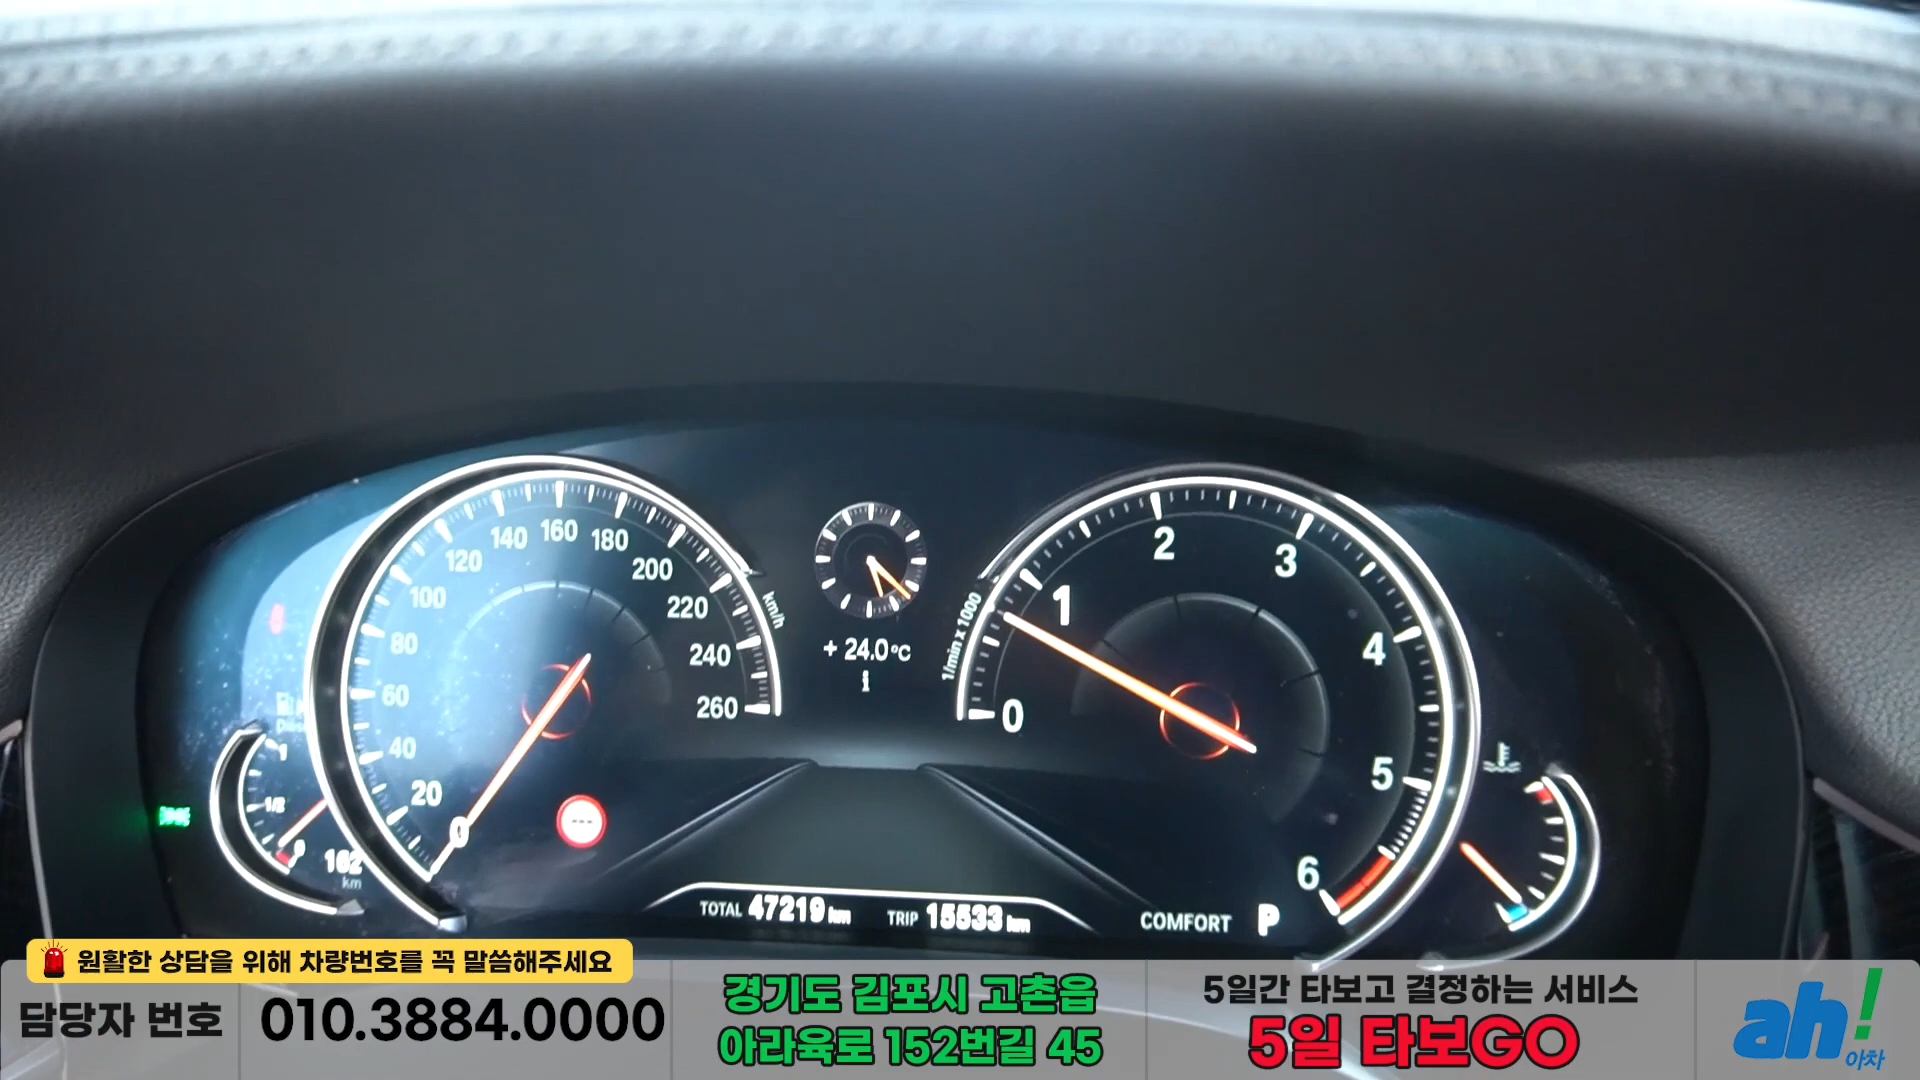 140 160 180
120 200
100 220
80 240
60 260
40
20
0
km/h
+ 24.0°C
1/min x 1000
0 1 2 3 4 5 6
1
1/2
0
162
km
TOTAL 47219 km
TRIP 15533 km
COMFORT P
원활한 상담을 위해 차량번호를 꼭 말씀해주세요
담당자 번호
010.3884.0000
경기도 김포시 고촌읍
아라육로 152번길 45
5일간 타보고 결정하는 서비스
5일 타보GO
ah!
아차